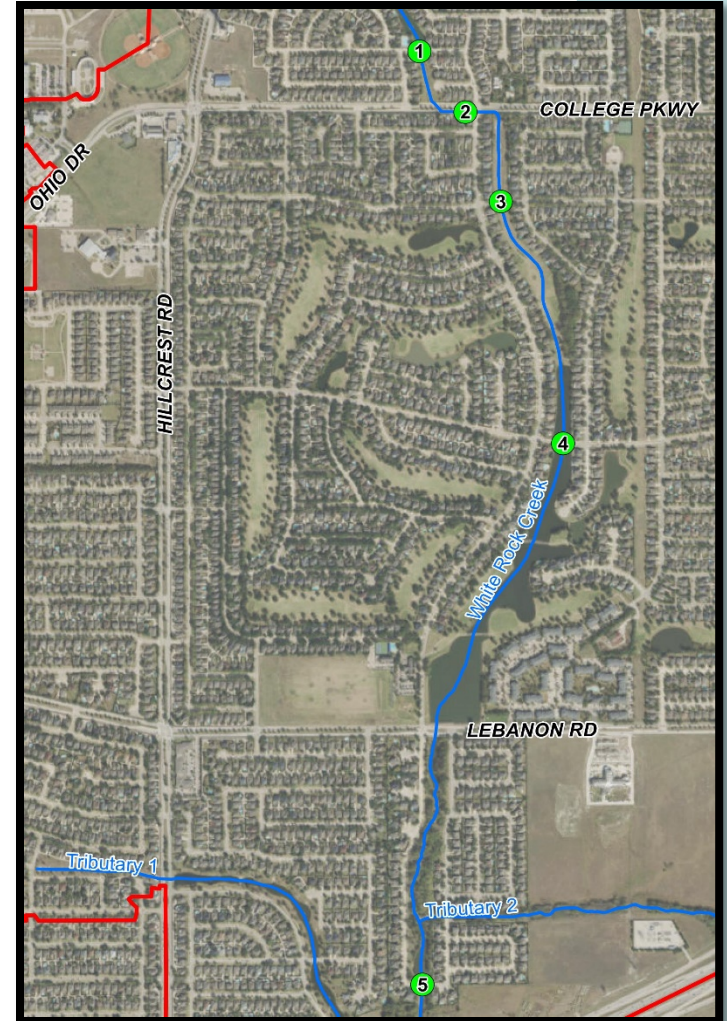 1
2
COLLEGE PKWY
OHIO DR
3
HILLCREST RD
4
White Rock Creek
LEBANON RD
Tributary 1
Tributary 2
5